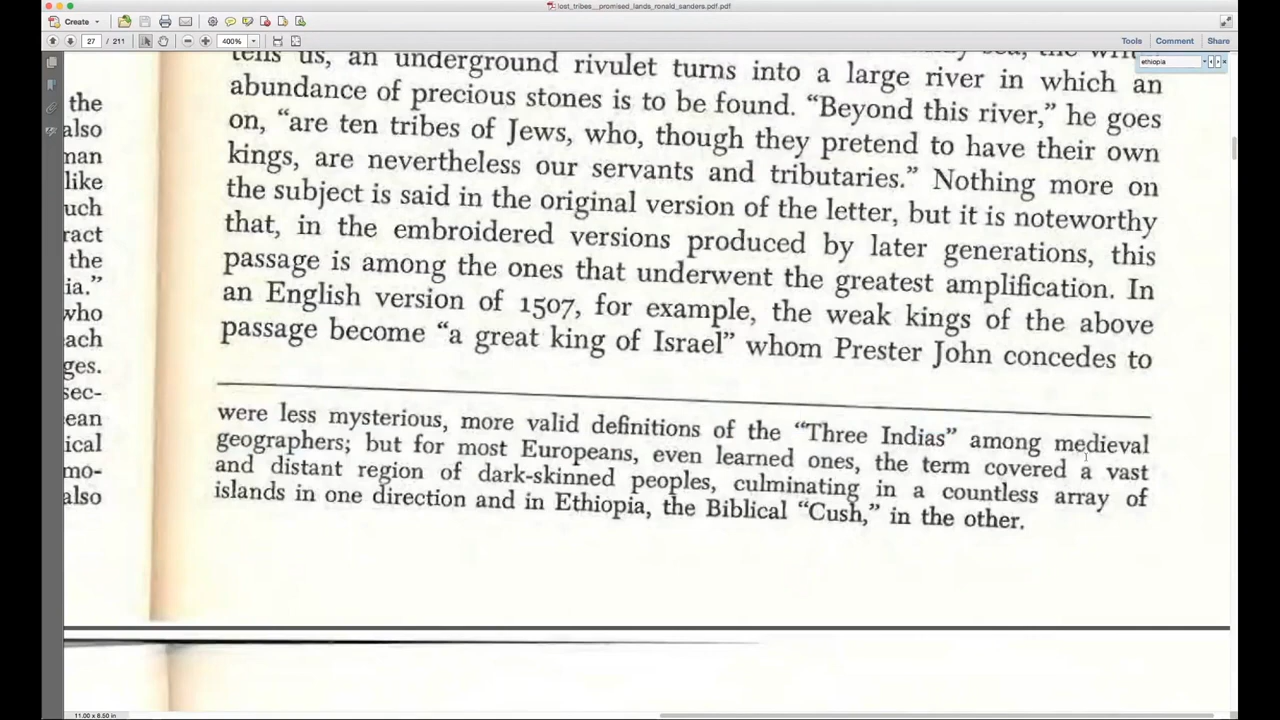 lost_tribes__promised_lands_ronald_sanders.pdf.pdf
Create
27 / 211
400%
Tools Comment Share
ethiopia
the
also
man
like
uch
ract
the
ia.”
who
ach
ges.
sec-
ean
ical
mo-
also
tells us, an underground rivulet turns into a large river in which an
abundance of precious stones is to be found. “Beyond this river,” he goes
on, “are ten tribes of Jews, who, though they pretend to have their own
kings, are nevertheless our servants and tributaries.” Nothing more on
the subject is said in the original version of the letter, but it is noteworthy
that, in the embroidered versions produced by later generations, this
passage is among the ones that underwent the greatest amplification. In
an English version of 1507, for example, the weak kings of the above
passage become “a great king of Israel” whom Prester John concedes to
were less mysterious, more valid definitions of the “Three Indias” among medieval
geographers; but for most Europeans, even learned ones, the term covered a vast
and distant region of dark-skinned peoples, culminating in a countless array of
islands in one direction and in Ethiopia, the Biblical “Cush,” in the other.
11.00 x 8.50 in